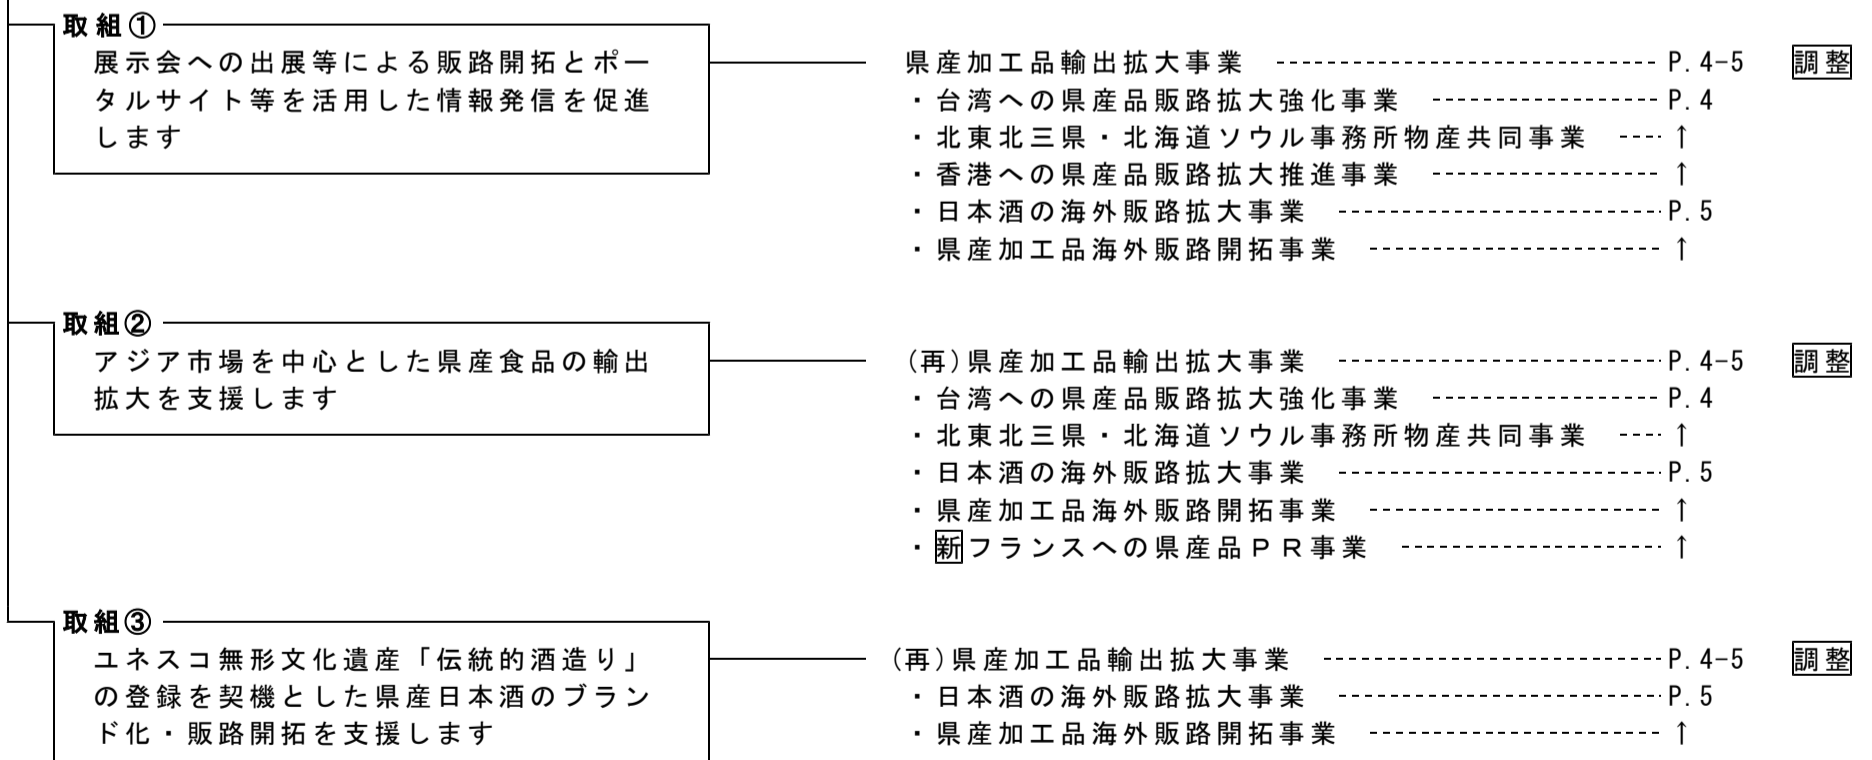 取組①
展示会への出展等による販路開拓とポー
タルサイト等を活用した情報発信を促進
します
県産加工品輸出拡大事業 P.4-5 調整
・台湾への県産品販路拡大強化事業 P.4
・北東北三県・北海道ソウル事務所物産共同事業 ↑
・香港への県産品販路拡大推進事業 ↑
・日本酒の海外販路拡大事業 P.5
・県産加工品海外販路開拓事業 ↑
取組②
アジア市場を中心とした県産食品の輸出
拡大を支援します
(再)県産加工品輸出拡大事業 P.4-5 調整
・台湾への県産品販路拡大強化事業 P.4
・北東北三県・北海道ソウル事務所物産共同事業 ↑
・日本酒の海外販路拡大事業 P.5
・県産加工品海外販路開拓事業 ↑
・新フランスへの県産品ＰＲ事業 ↑
取組③
ユネスコ無形文化遺産「伝統的酒造り」
の登録を契機とした県産日本酒のブラン
ド化・販路開拓を支援します
(再)県産加工品輸出拡大事業 P.4-5 調整
・日本酒の海外販路拡大事業 P.5
・県産加工品海外販路開拓事業 ↑